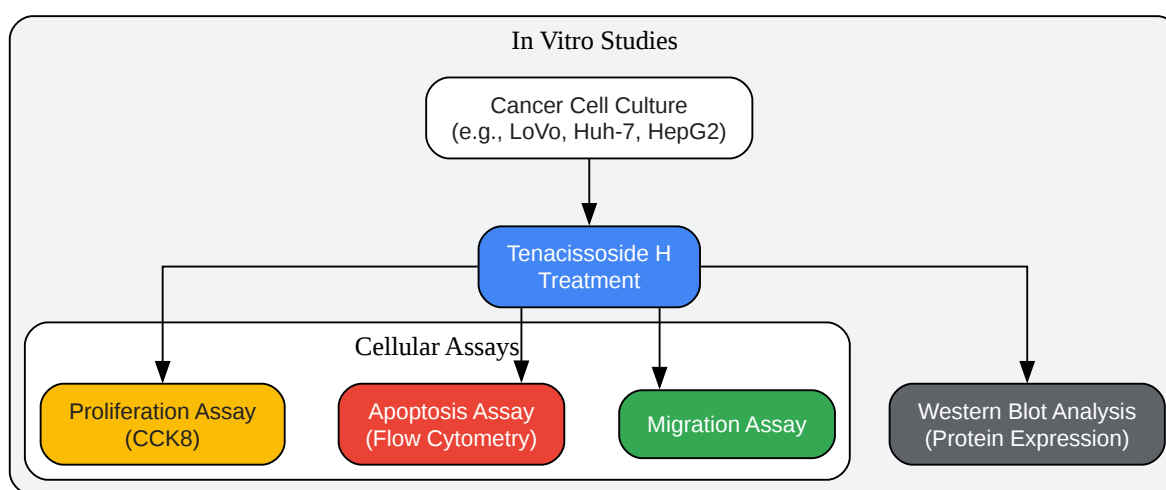 In Vitro Studies
Cancer Cell Culture
(e.g., LoVo, Huh-7, HepG2)
Tenacissoside H
Treatment
Cellular Assays
Proliferation Assay
(CCK8)
Apoptosis Assay
(Flow Cytometry)
Migration Assay
Western Blot Analysis
(Protein Expression)